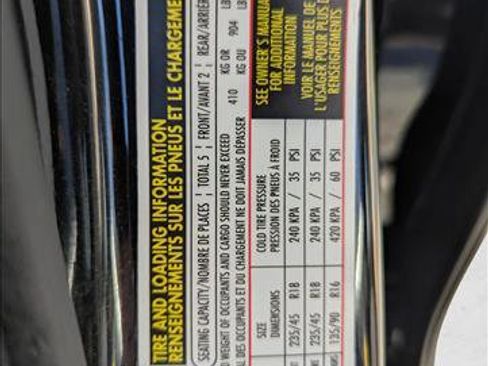 TIRE AND LOADING INFORMATION
RENSEIGNEMENTS SUR LES PNEUS ET LE CHARGEME
SEATING CAPACITY/NOMBRE DE PLACES TOTAL 5 FRONT/AVANT 2 REAR/ARRIÈRE
D WEIGHT OF OCCUPANTS AND CARGO SHOULD NEVER EXCEED 410 KG OR 904 LB
AL DES OCCUPANTS ET DU CHARGEMENT NE DOIT JAMAIS DÉPASSER KG OU LB
SIZE COLD TIRE PRESSURE
DIMENSIONS PRESSION DES PNEUS À FROID
235/45 R18 240 KPA / 35 PSI
235/45 R18 240 KPA / 35 PSI
135/90 R16 420 KPA / 60 PSI
SEE OWNER'S MANUAL
FOR ADDITIONAL
INFORMATION
VOIR LE MANUEL DE
L'USAGER POUR PLUS D
RENSEIGNEMENTS